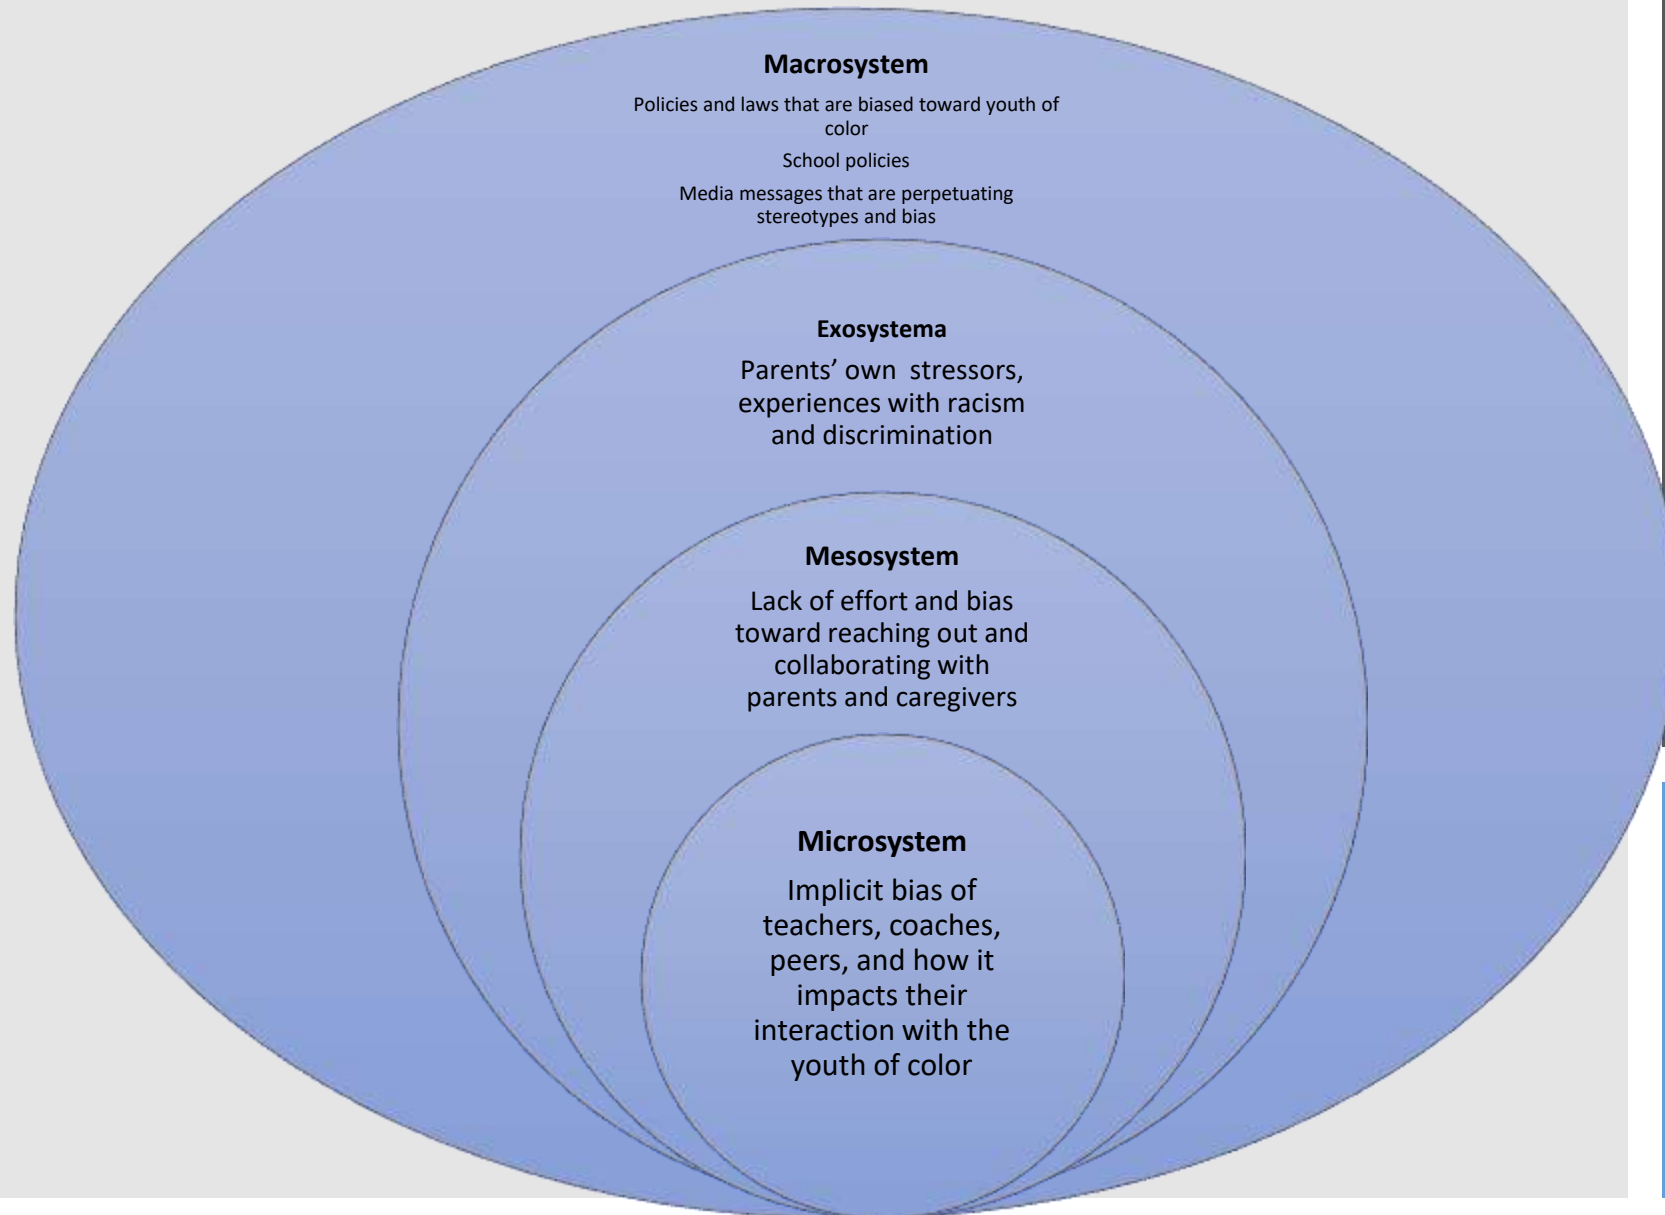 Macrosystem
Policies and laws that are biased toward youth of
color
School policies
Media messages that are perpetuating
stereotypes and bias
Exosystema
Parents’ own  stressors,
experiences with racism
and discrimination
Mesosystem
Lack of effort and bias
toward reaching out and
collaborating with
parents and caregivers
Microsystem
Implicit bias of
teachers, coaches,
peers, and how it
impacts their
interaction with the
youth of color